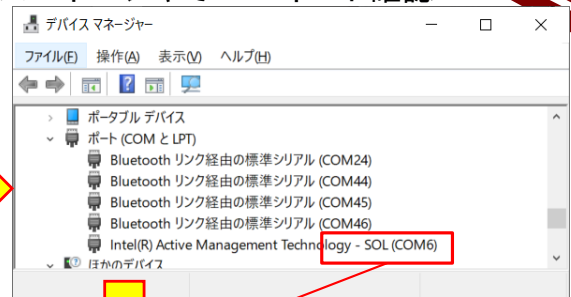 デバイス マネージャー
ファイル(F) 操作(A) 表示(V) ヘルプ(H)
ポータブル デバイス
ポート (COM と LPT)
Bluetooth リンク経由の標準シリアル (COM24)
Bluetooth リンク経由の標準シリアル (COM44)
Bluetooth リンク経由の標準シリアル (COM45)
Bluetooth リンク経由の標準シリアル (COM46)
Intel(R) Active Management Technology - SOL (COM6)
ほかのデバイス